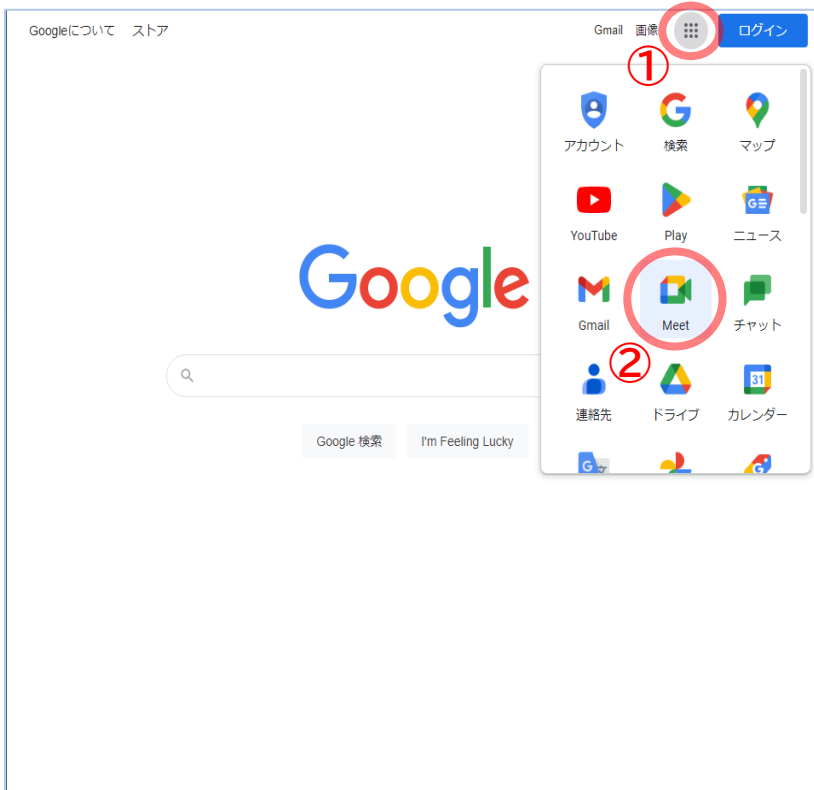 Googleについて ストア
Gmail 画像 ログイン
①
アカウント 検索 マップ
YouTube Play ニュース
Gmail Meet チャット
②
連絡先 ドライブ カレンダー
31
Google
Google 検索 I'm Feeling Lucky